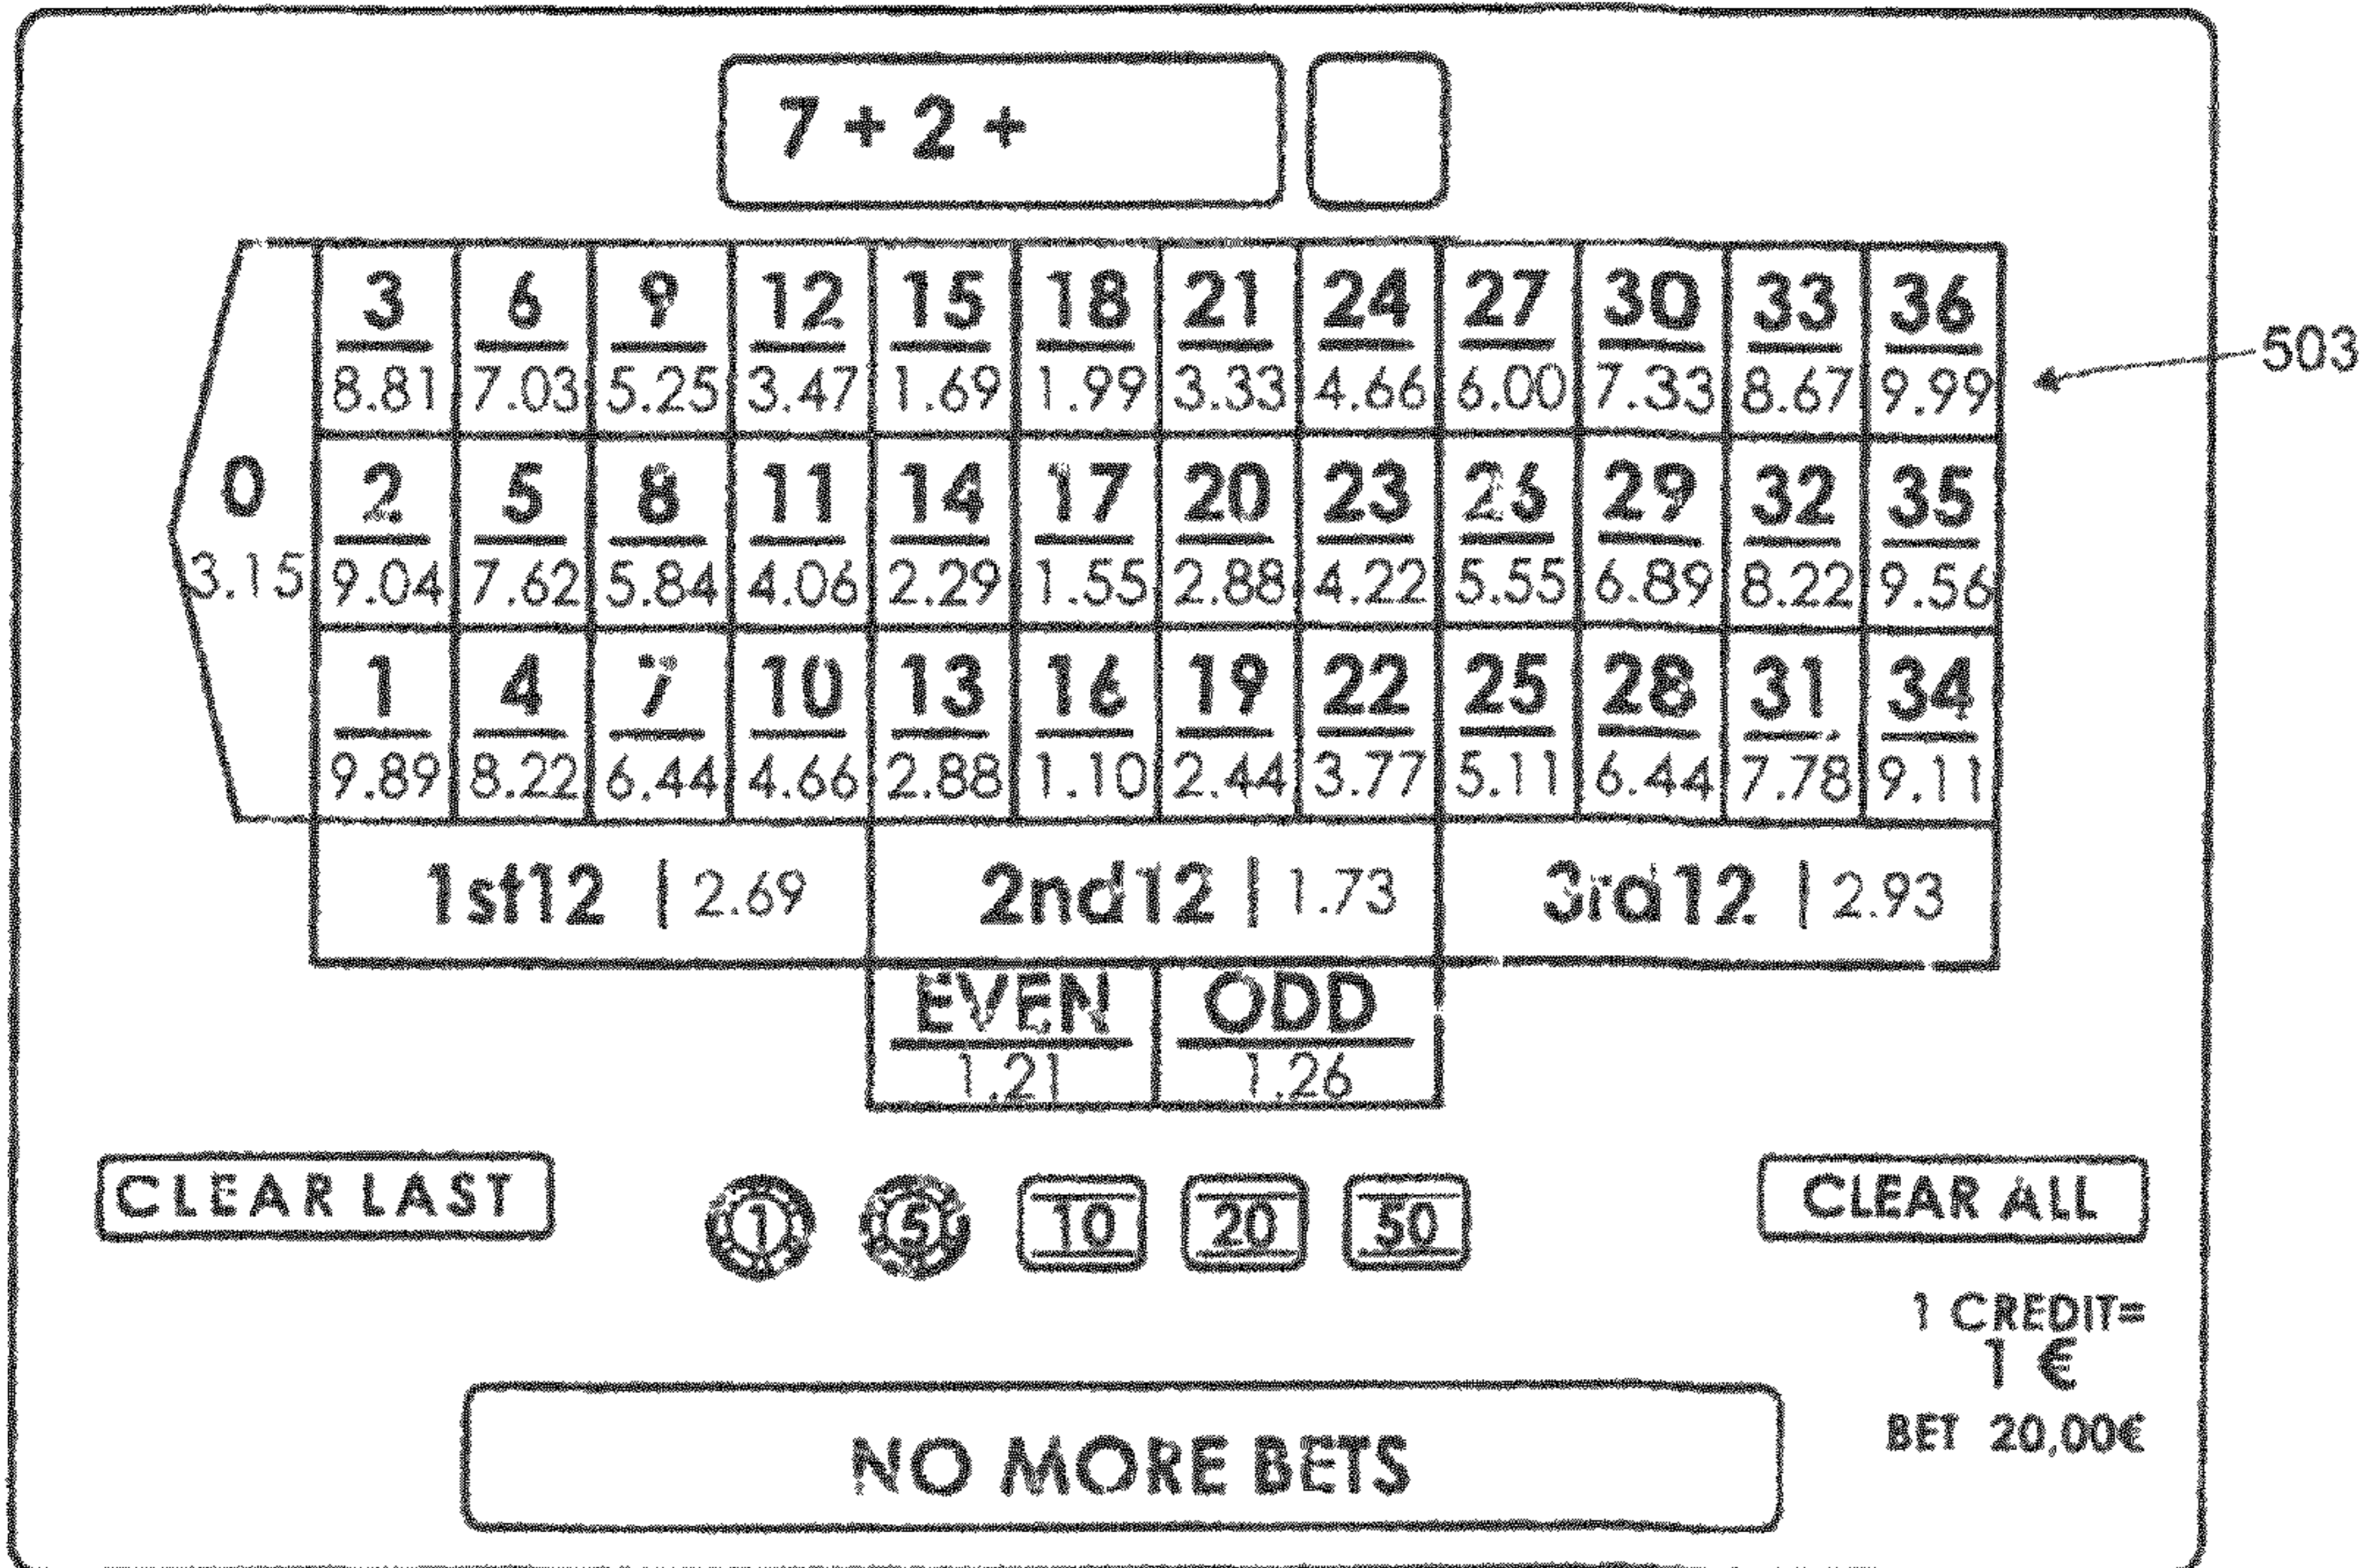 7 + 2 +
3 6 9 12 15 18 21 24 27 30 33 36
8.81 7.03 5.25 3.47 1.69 1.99 3.33 4.66 6.00 7.33 8.67 9.99
503
0 2 5 8 11 14 17 20 23 26 29 32 35
3.15 9.04 7.62 5.84 4.06 2.29 1.55 2.88 4.22 5.55 6.89 8.22 9.56
1 4 7 10 13 16 19 22 25 28 31 34
9.89 8.22 6.44 4.66 2.88 1.10 2.44 3.77 5.11 6.44 7.78 9.11
1st12 | 2.69 2nd12 | 1.73 3rd12 | 2.93
EVEN ODD
1.21 1.26
CLEAR LAST 1 5 10 20 50 CLEAR ALL
1 CREDIT=
1 €
BET 20,00€
NO MORE BETS